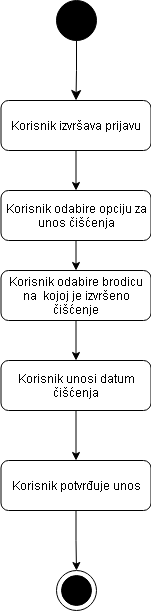 Korisnik izvršava prijavu
Korisnik odabire opciju za
unos čišćenja
Korisnik odabire brodicu
na kojoj je izvršeno
čišćenje
Korisnik unosi datum
čišćenja
Korisnik potvrđuje unos